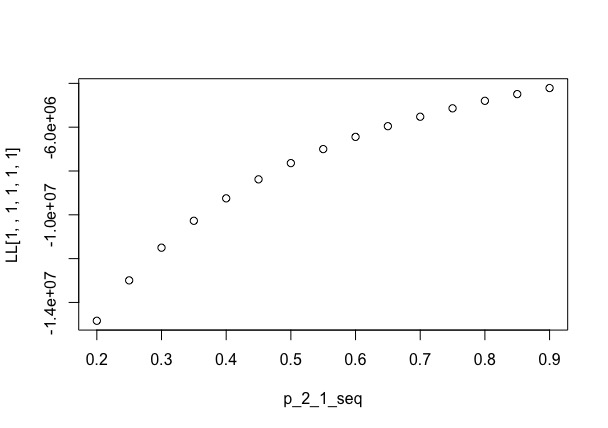 LL[1, , 1, 1, 1, 1]
-6.0e+06
-1.0e+07
-1.4e+07
0.2 0.3 0.4 0.5 0.6 0.7 0.8 0.9
p_2_1_seq